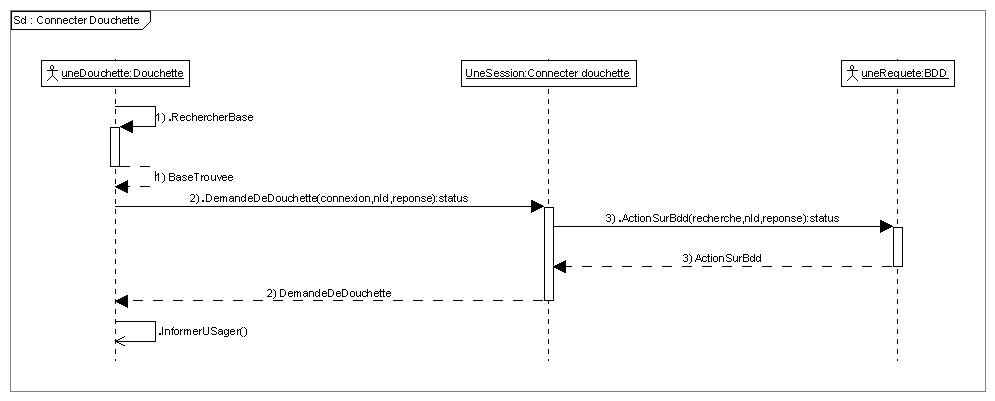 Sd : Connecter Douchette
uneDouchette:Douchette
UneSession:Connecter douchette
uneRequete:BDD
1) .RechercherBase
1) BaseTrouvee
2) .DemandeDeDouchette(connexion,nId,reponse):status
3) .ActionSurBdd(recherche,nId,reponse):status
3) ActionSurBdd
2) DemandeDeDouchette
.InformerUSager()